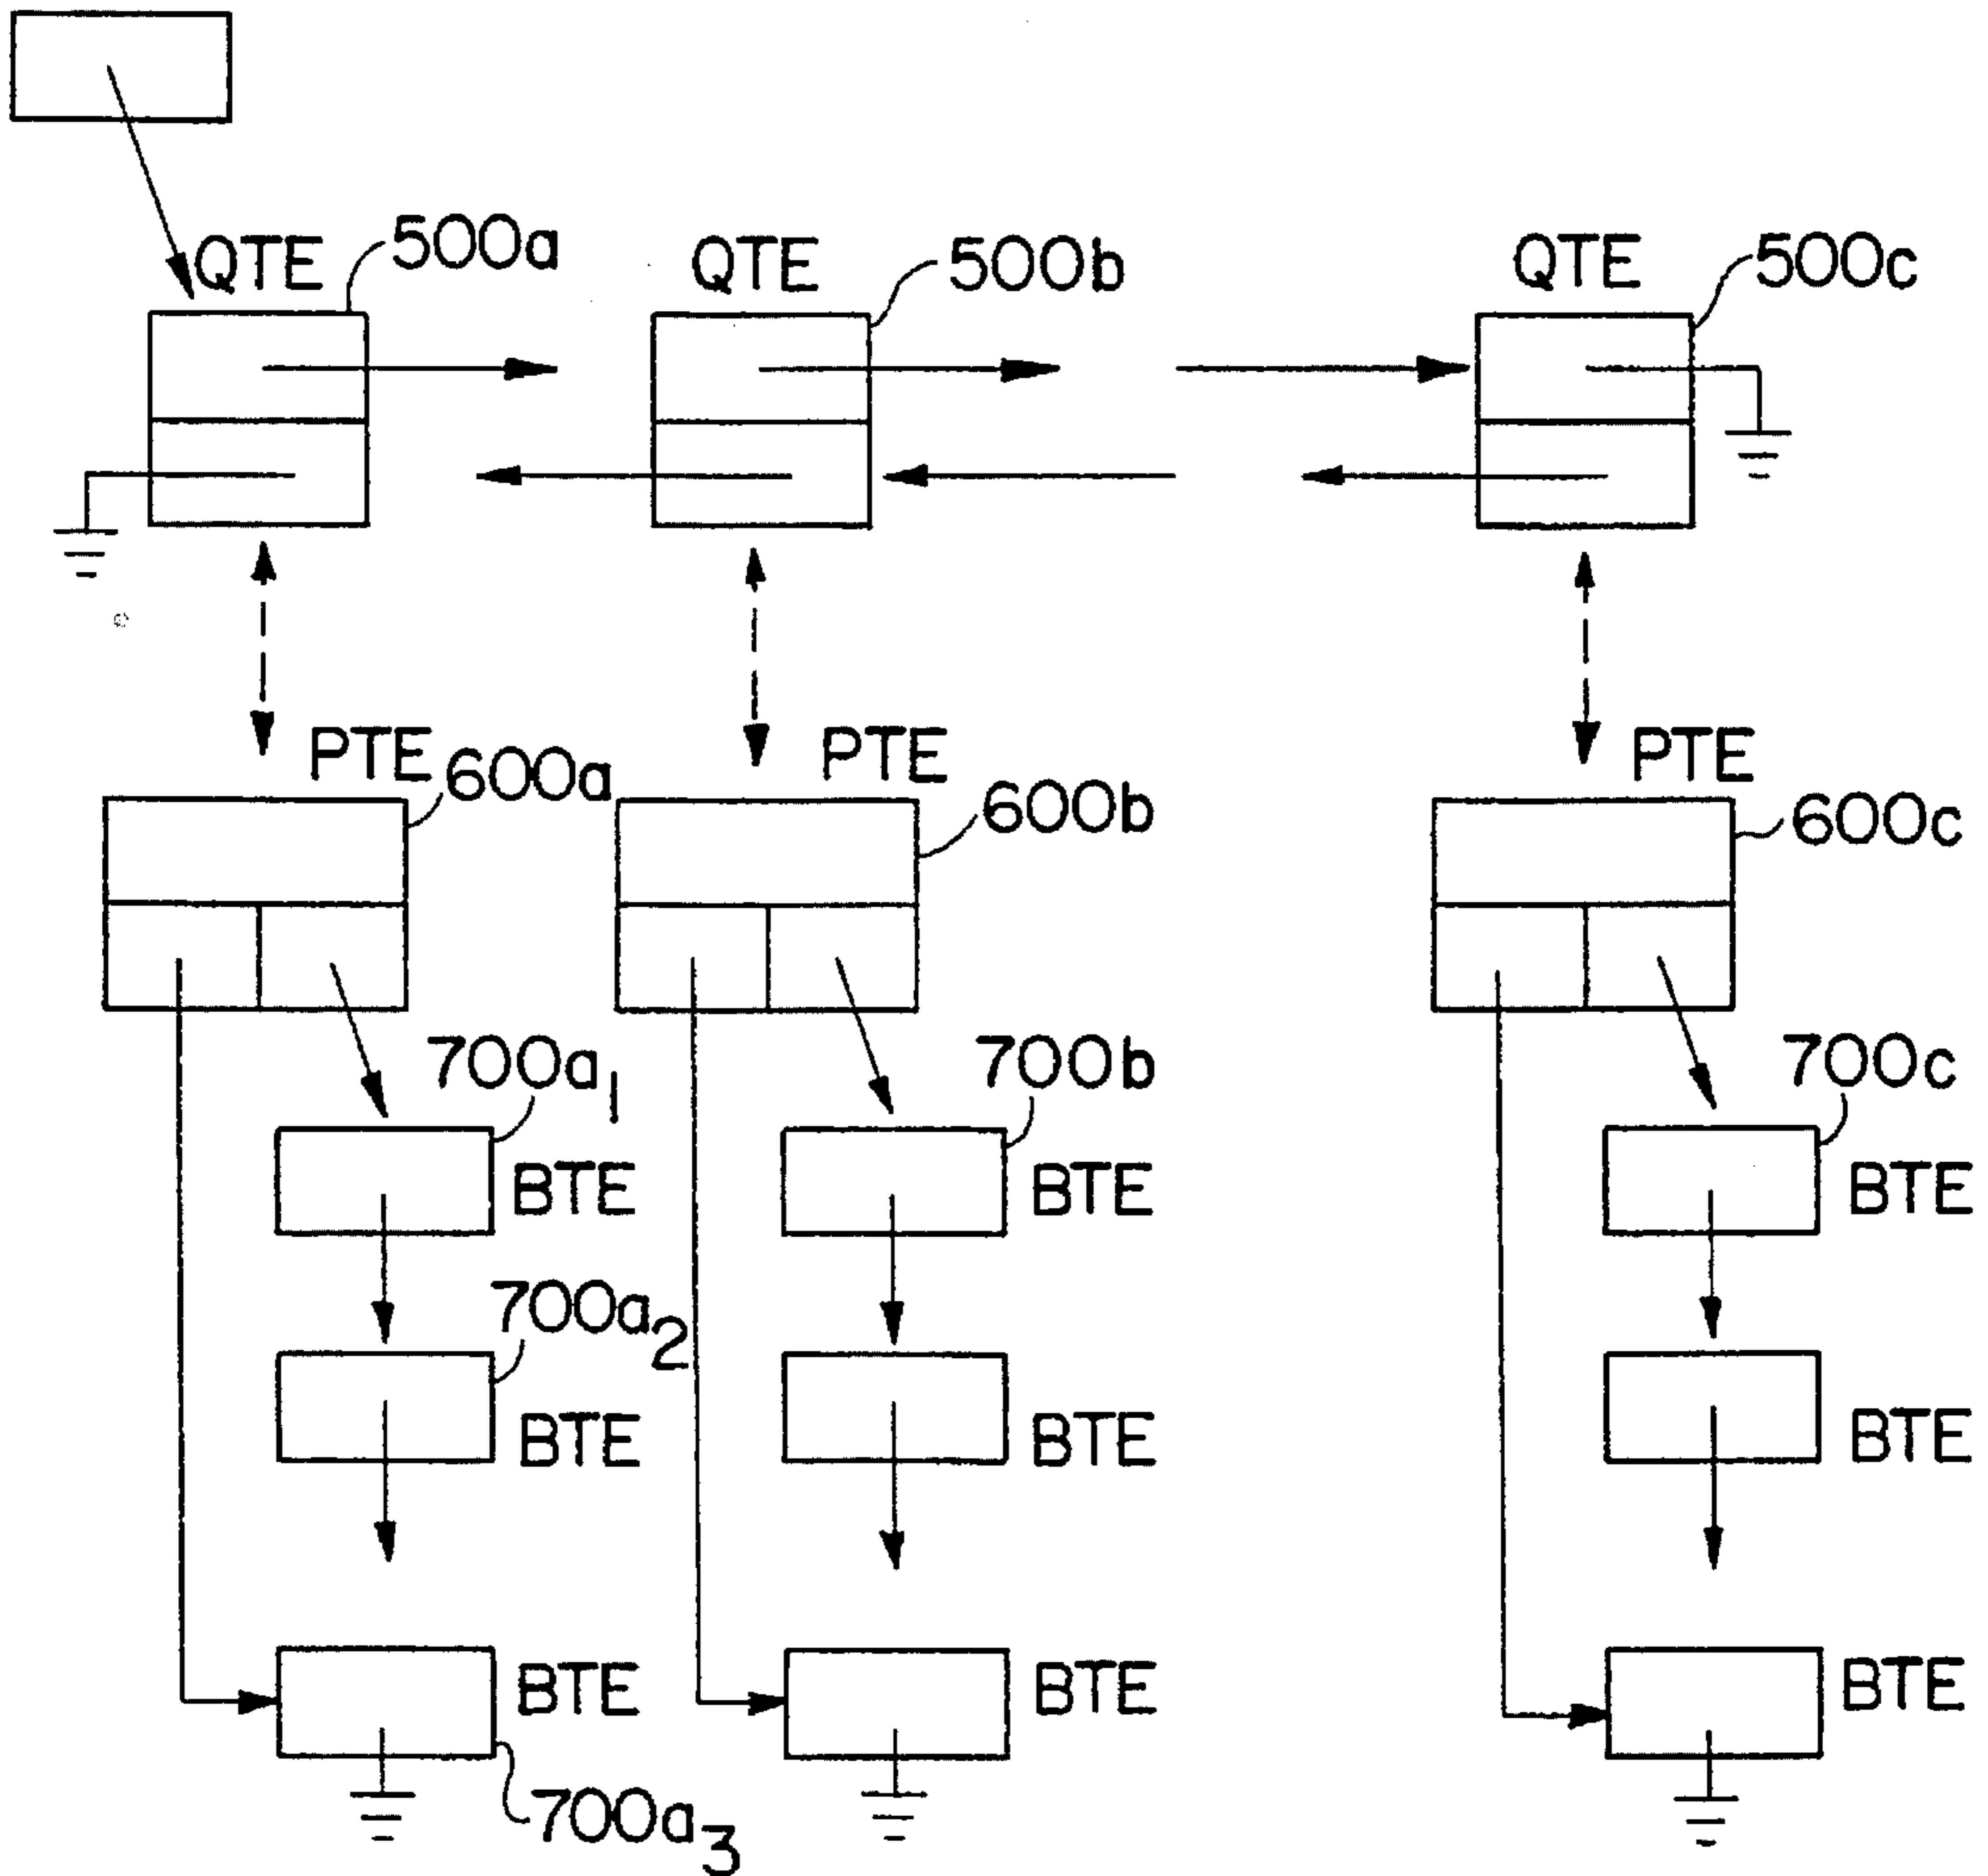 QTE 500a QTE 500b QTE 500c
PTE 600a PTE 600b PTE 600c
700a1 700b 700c
BTE BTE BTE
700a2
BTE BTE BTE
BTE BTE BTE
700a3